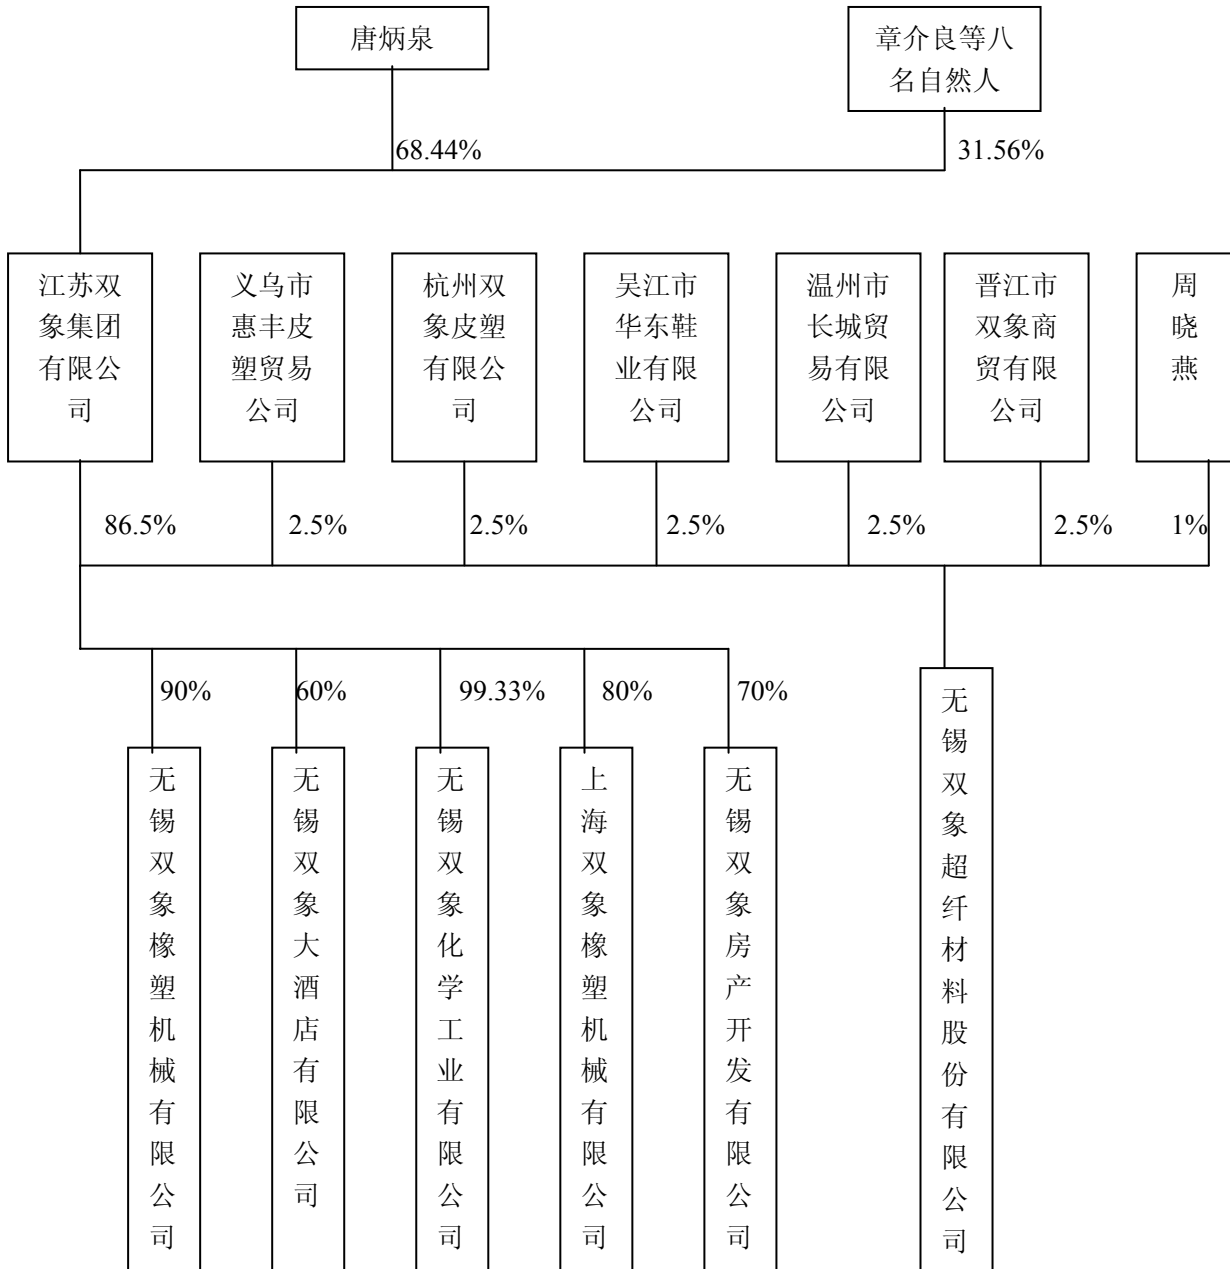 唐炳泉
章介良等八
名自然人
68.44%
31.56%
江苏双
象集团
有限公
司
义乌市
惠丰皮
塑贸易
公司
杭州双
象皮塑
有限公
司
吴江市
华东鞋
业有限
公司
温州市
长城贸
易有限
公司
晋江市
双象商
贸有限
公司
周
晓
燕
86.5%
2.5%
2.5%
2.5%
2.5%
2.5%
1%
90%
60%
99.33%
80%
70%
无锡双象橡塑机械有限公司
无锡双象大酒店有限公司
无锡双象化学工业有限公司
上海双象橡塑机械有限公司
无锡双象房产开发有限公司
无锡双象超纤材料股份有限公司